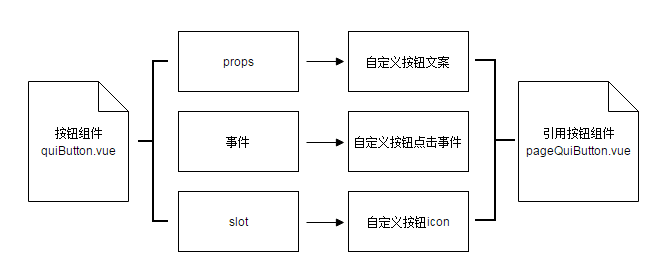 按钮组件
quiButton.vue
props
自定义按钮文案
事件
自定义按钮点击事件
slot
自定义按钮icon
引用按钮组件
pageQuiButton.vue